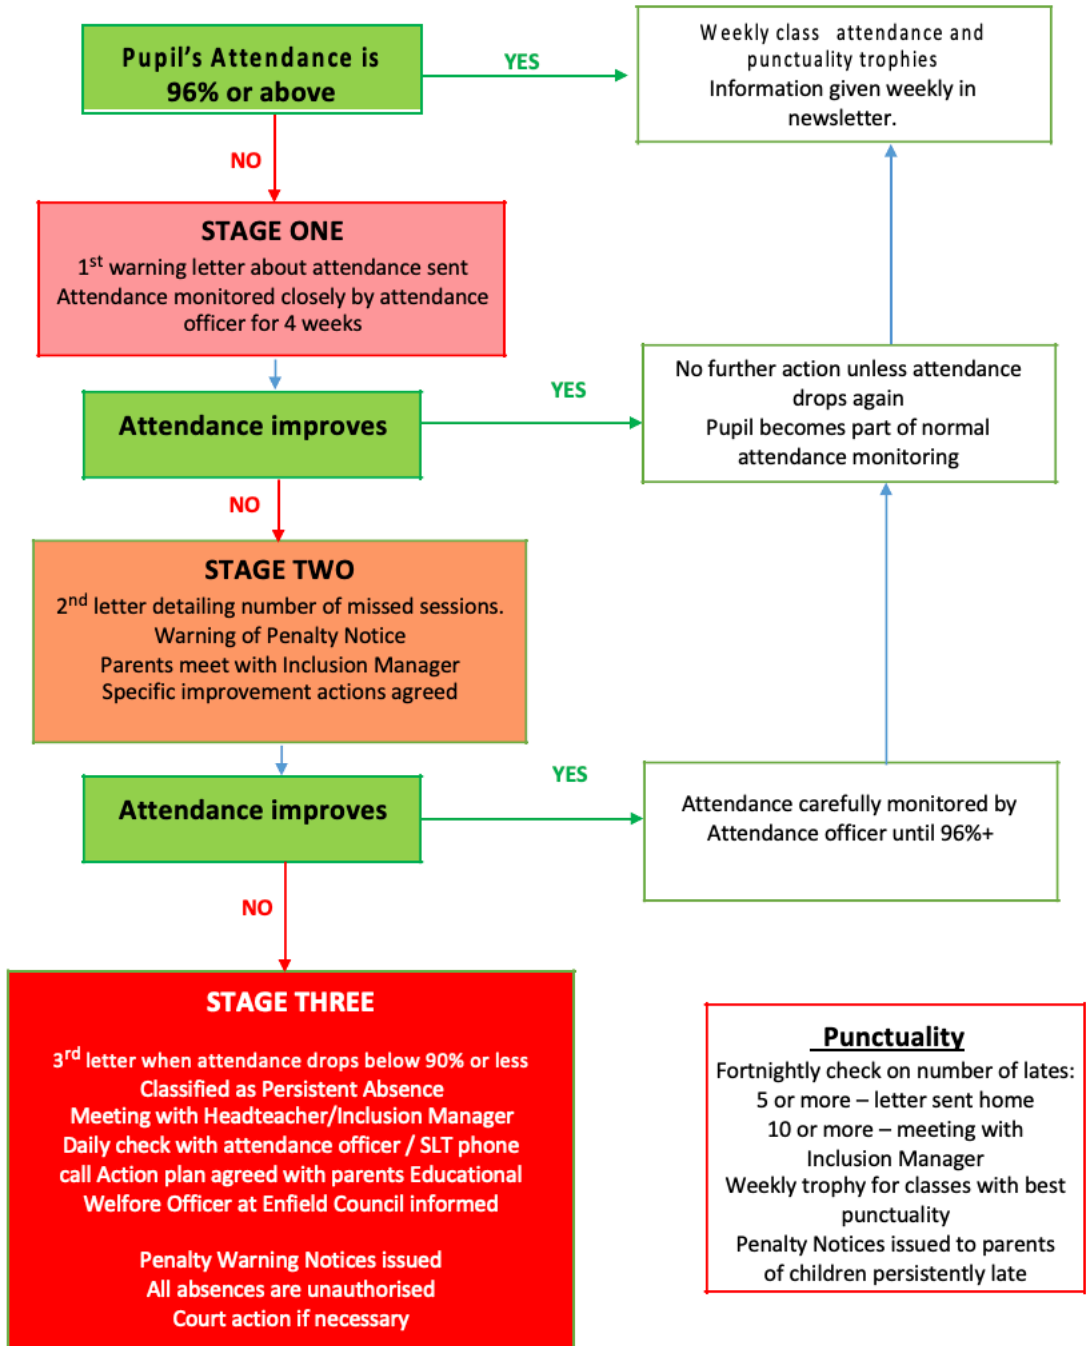 Pupil's Attendance is
96% or above
YES
Weekly class attendance and
punctuality trophies
Information given weekly in
newsletter.
NO
STAGE ONE
1st warning letter about attendance sent
Attendance monitored closely by attendance
officer for 4 weeks
Attendance improves
YES
No further action unless attendance
drops again
Pupil becomes part of normal
attendance monitoring
NO
STAGE TWO
2nd letter detailing number of missed sessions.
Warning of Penalty Notice
Parents meet with Inclusion Manager
Specific improvement actions agreed
Attendance improves
YES
Attendance carefully monitored by
Attendance officer until 96%+
NO
STAGE THREE
3rd letter when attendance drops below 90% or less
Classified as Persistent Absence
Meeting with Headteacher/Inclusion Manager
Daily check with attendance officer / SLT phone
call Action plan agreed with parents Educational
Welfore Officer at Enfield Council informed
Penalty Warning Notices issued
All absences are unauthorised
Court action if necessary
Punctuality
Fortnightly check on number of lates:
5 or more – letter sent home
10 or more – meeting with
Inclusion Manager
Weekly trophy for classes with best
punctuality
Penalty Notices issued to parents
of children persistently late